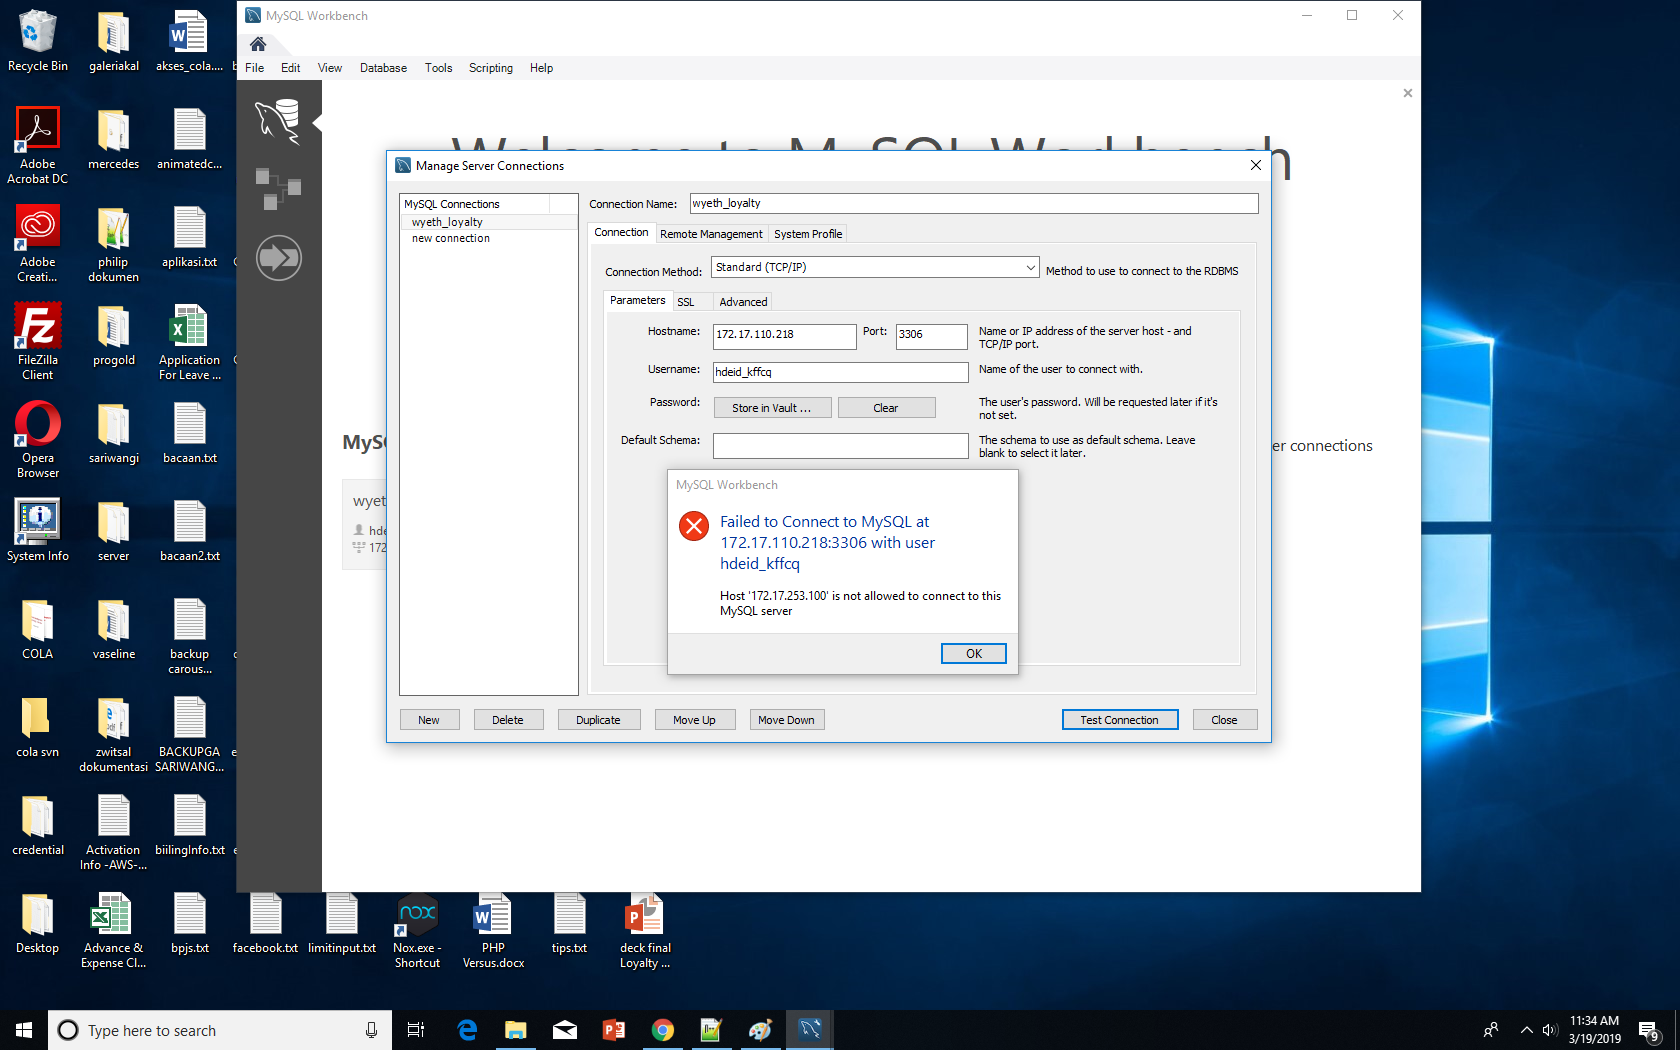 Recycle Bin
galeriakal
akses_cola....
Adobe
Acrobat DC
mercedes
animatedc...
Adobe
Creati...
philip
dokumen
aplikasi.txt
FileZilla
Client
progold
Application
For Leave ...
Opera
Browser
sariwangi
bacaan.txt
System Info
server
bacaan2.txt
COLA
vaseline
backup
carous...
cola svn
zwitsal
dokumentasi
BACKUPGA
SARIWANG...
credential
Activation
Info -AWS-...
biilingInfo.txt
Desktop
Advance &
Expense Cl...
bpjs.txt
facebook.txt
limitinput.txt
Nox.exe -
Shortcut
PHP
Versus.docx
tips.txt
deck final
Loyalty ...
MySQL Workbench
File Edit View Database Tools Scripting Help
Welcome to MySQL Workbench
MySQ
er connections
wyet
hde
172
Manage Server Connections
MySQL Connections
wyeth_loyalty
new connection
Connection Name: wyeth_loyalty
Connection Remote Management System Profile
Connection Method: Standard (TCP/IP) Method to use to connect to the RDBMS
Parameters SSL Advanced
Hostname: 172.17.110.218 Port: 3306 Name or IP address of the server host - and
TCP/IP port.
Username: hdeid_kffcq Name of the user to connect with.
Password: Store in Vault ... Clear The user's password. Will be requested later if it's
not set.
Default Schema: The schema to use as default schema. Leave
blank to select it later.
MySQL Workbench
Failed to Connect to MySQL at
172.17.110.218:3306 with user
hdeid_kffcq
Host '172.17.253.100' is not allowed to connect to this
MySQL server
OK
New Delete Duplicate Move Up Move Down Test Connection Close
Type here to search
11:34 AM
3/19/2019
9